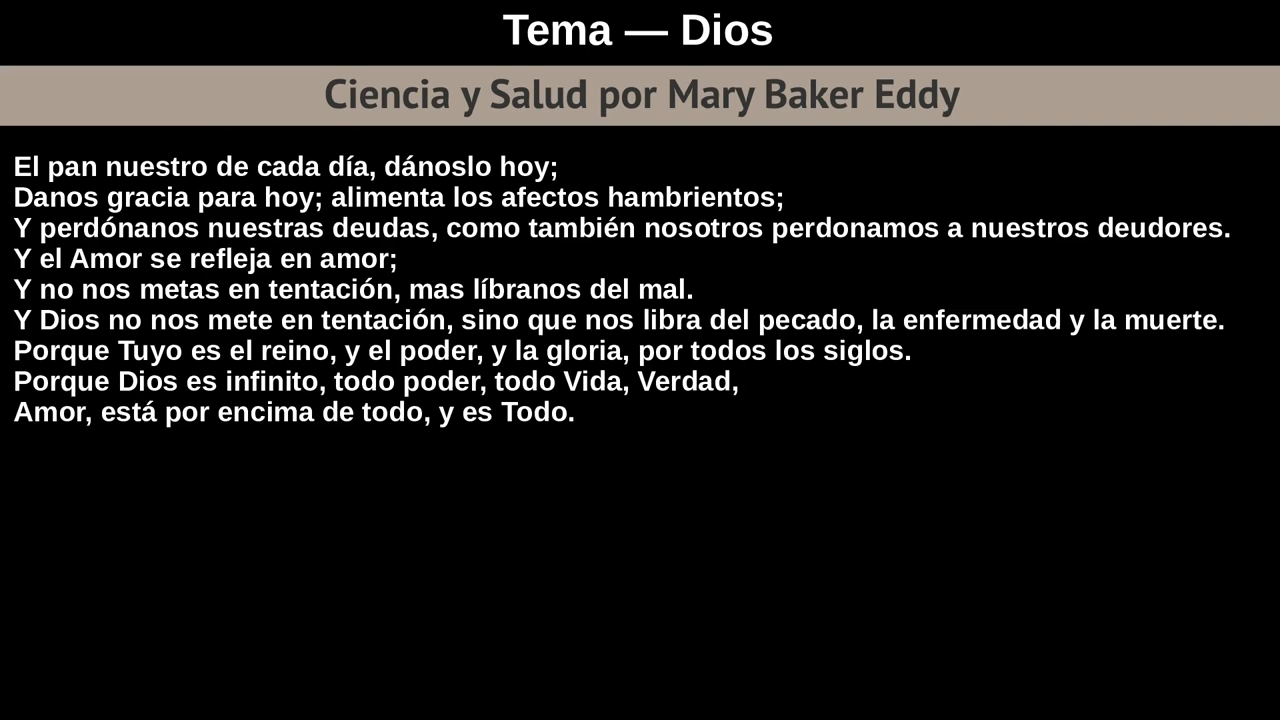 Tema — Dios
Ciencia y Salud por Mary Baker Eddy
El pan nuestro de cada día, dánoslo hoy;
Danos gracia para hoy; alimenta los afectos hambrientos;
Y perdónanos nuestras deudas, como también nosotros perdonamos a nuestros deudores.
Y el Amor se refleja en amor;
Y no nos metas en tentación, mas líbranos del mal.
Y Dios no nos mete en tentación, sino que nos libra del pecado, la enfermedad y la muerte.
Porque Tuyo es el reino, y el poder, y la gloria, por todos los siglos.
Porque Dios es infinito, todo poder, todo Vida, Verdad,
Amor, está por encima de todo, y es Todo.